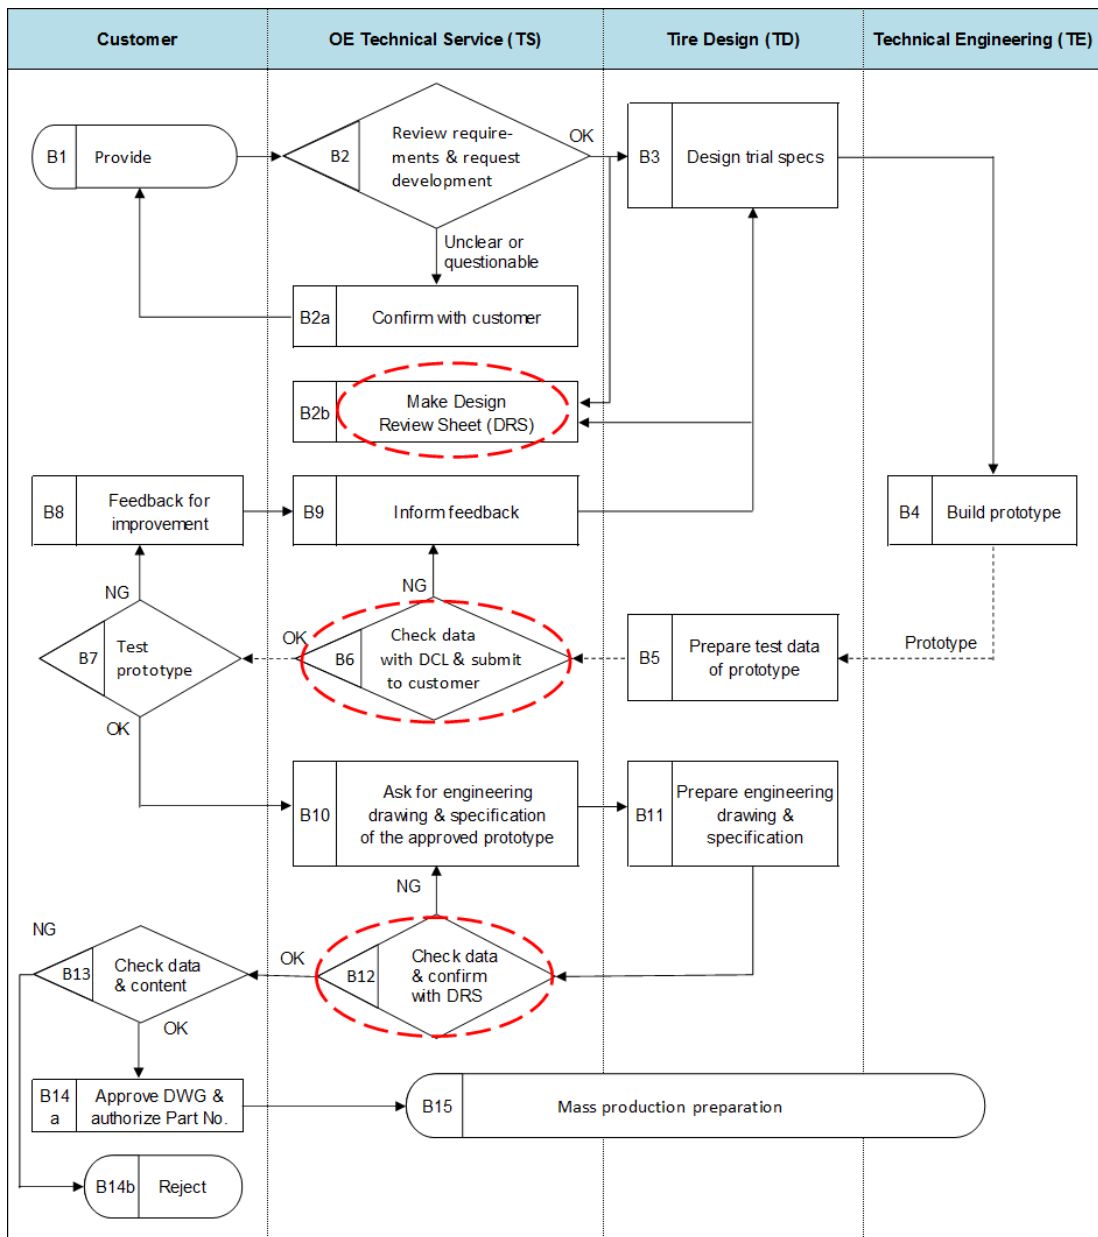 Customer
OE Technical Service (TS)
Tire Design (TD)
Technical Engineering (TE)
B1
Provide
B2
Review require-
ments & request
development
OK
B3
Design trial specs
Unclear or
questionable
B2a
Confirm with customer
B2b
Make Design
Review Sheet (DRS)
B8
Feedback for
improvement
B9
Inform feedback
B4
Build prototype
NG
NG
B7
Test
prototype
OK
B6
Check data
with DCL & submit
to customer
B5
Prepare test data
of prototype
Prototype
OK
B10
Ask for engineering
drawing & specification
of the approved prototype
B11
Prepare engineering
drawing &
specification
NG
NG
B13
Check data
& content
OK
B12
Check data
& confirm
with DRS
OK
B14
a
Approve DWG &
authorize Part No.
B15
Mass production preparation
B14b
Reject